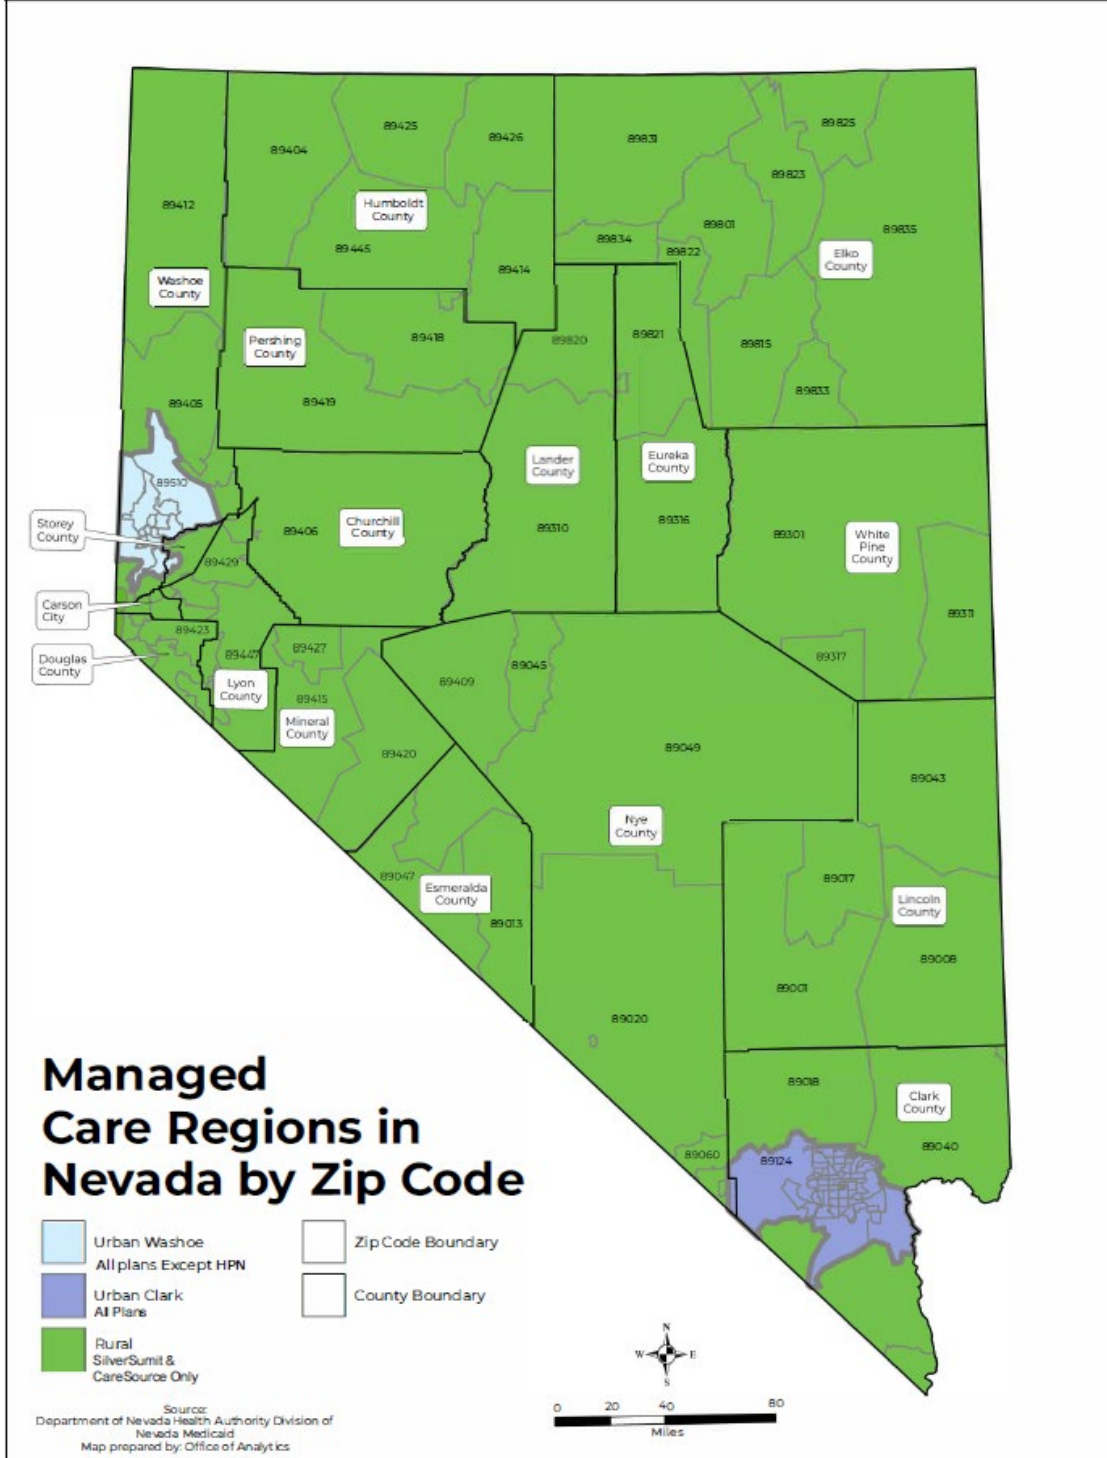 89425
89426
89831
89825
89404
89823
89412
Humboldt
County
89801
89835
89834
89445
89822
Elko
County
89414
Washoe
County
Pershing
County
89418
89820
89821
89815
89833
89419
89405
Lander
County
Eureka
County
89510
Storey
County
89406
Churchill
County
89310
89316
89301
White
Pine
County
89429
Carson
City
89311
89423
Douglas
County
89447
89427
89317
Lyon
County
89415
89409
89045
Mineral
County
89420
89049
89043
Nye
County
89047
Esmeralda
County
89017
Lincoln
County
89013
89008
89001
89020
Managed
Care Regions in
Nevada by Zip Code
89018
Clark
County
89060
89124
89040
Urban Washoe
All plans Except HPN
Zip Code Boundary
Urban Clark
All Plans
County Boundary
Rural
SilverSumit &
CareSource Only
N
W E
S
0 20 40 80
Miles
Source:
Department of Nevada Health Authority Division of
Nevada Medicaid
Map prepared by: Office of Analytics